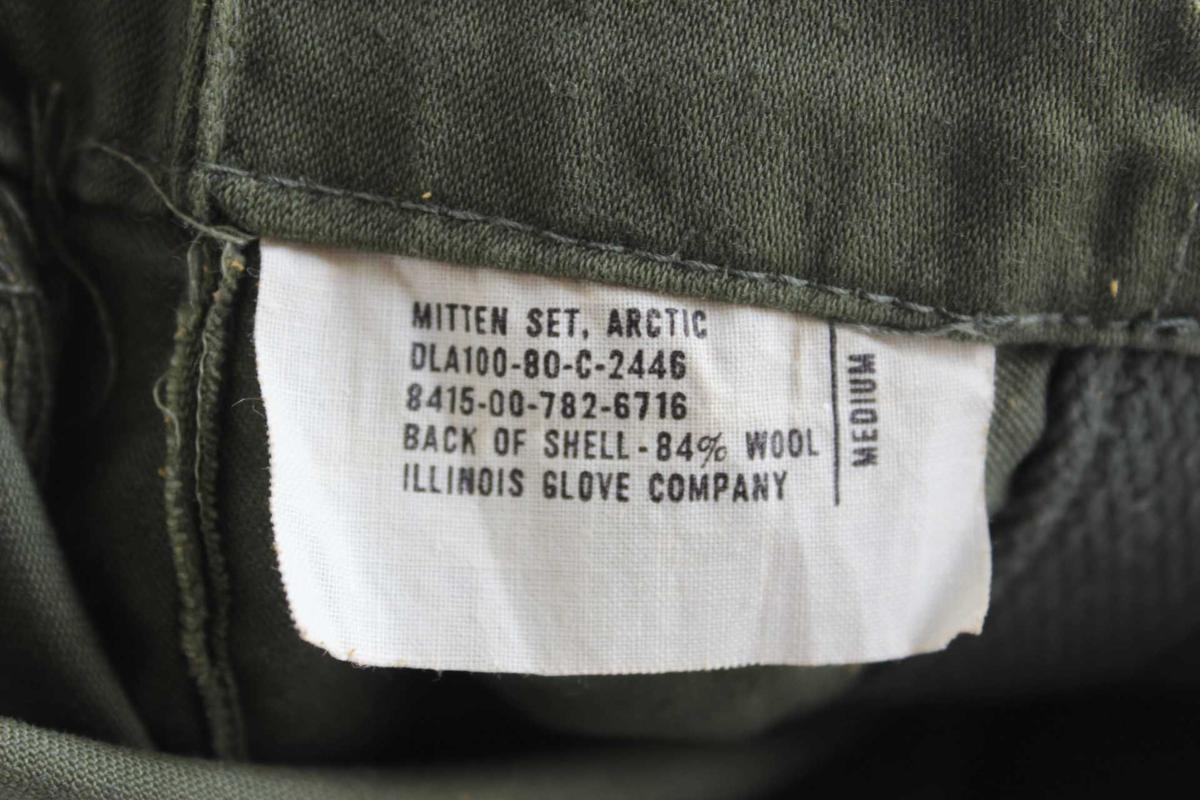 MITTEN SET, ARCTIC
DLA100-80-C-2446
8415-00-782-6716
BACK OF SHELL-84% WOOL
ILLINOIS GLOVE COMPANY
MEDIUM